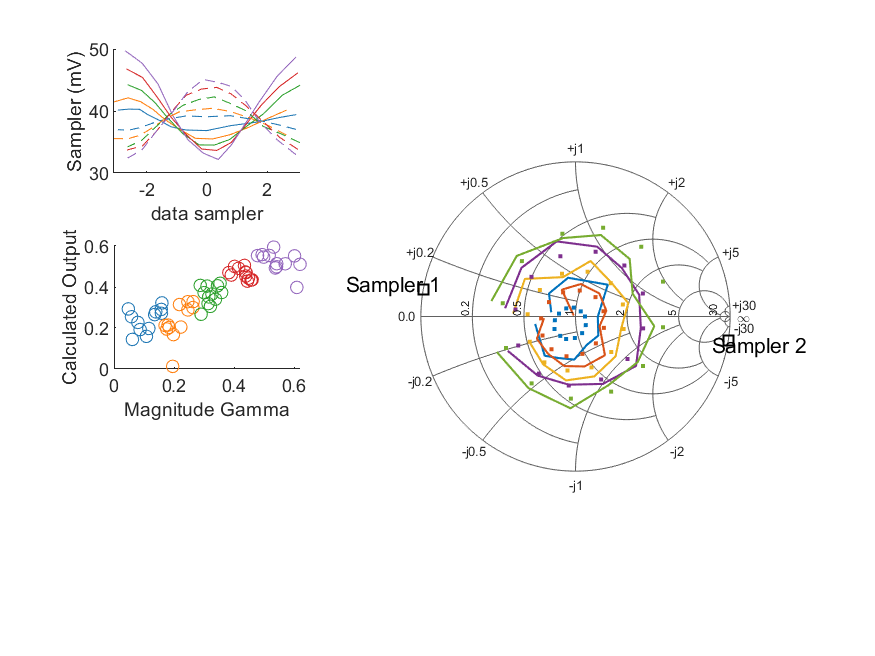 50
40
30
Sampler (mV)
-2 0 2
data sampler
0.6
0.4
0.2
0
Calculated Output
0 0.2 0.4 0.6
Magnitude Gamma
+j1
+j0.5
+j2
+j0.2
+j5
Sampler 1
0.0
0.2
0.5
1
2
5
30
+j30
∞
-j30
Sampler 2
-j0.2
-j5
-j0.5
-j2
-j1